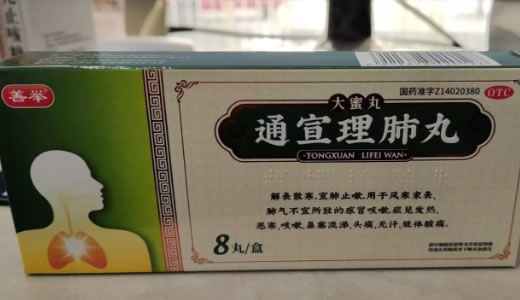 善举
国药准字Z14020380
OTC
大蜜丸
通宣理肺丸
·TONGXUAN LIFEI WAN·
解表散寒,宣肺止嗽,用于风寒束表、
肺气不宣所致的感冒咳嗽,症见发热、
恶寒、咳嗽、鼻塞流涕、头痛、无汗、肢体酸痛。
8丸/盒